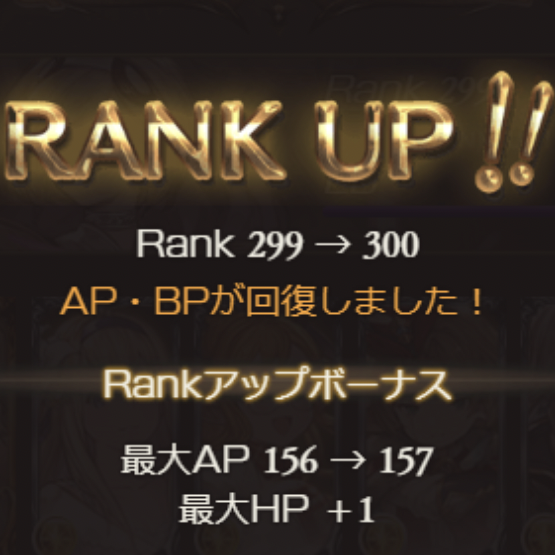 RANK UP!!
Rank 299 → 300
AP・BPが回復しました！
Rankアップボーナス
最大AP 156 → 157
最大HP +1